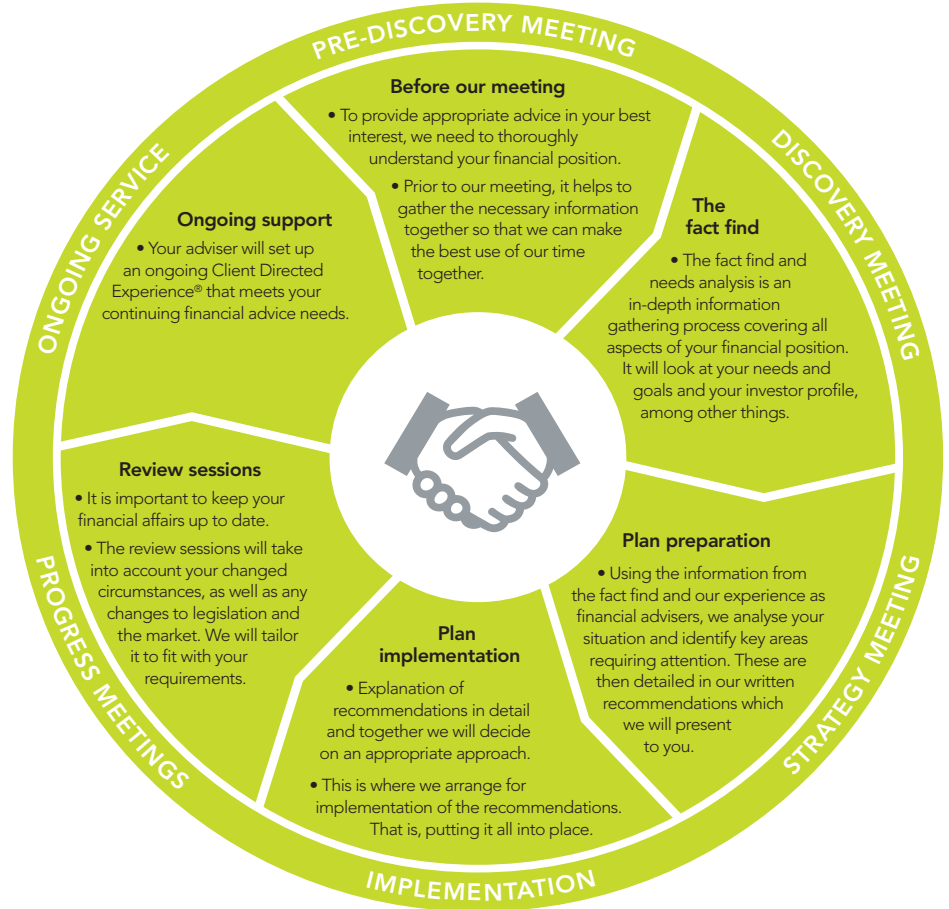 PRE-DISCOVERY MEETING
Before our meeting
• To provide appropriate advice in your best
interest, we need to thoroughly
understand your financial position.
• Prior to our meeting, it helps to
gather the necessary information
together so that we can make
the best use of our time
together.
DISCOVERY MEETING
The
fact find
• The fact find and
needs analysis is an
in-depth information
gathering process covering all
aspects of your financial position.
It will look at your needs and
goals and your investor profile,
among other things.
STRATEGY MEETING
Plan preparation
• Using the information from
the fact find and our experience as
financial advisers, we analyse your
situation and identify key areas
requiring attention. These are
then detailed in our written
recommendations which
we will present
to you.
IMPLEMENTATION
Plan
implementation
• Explanation of
recommendations in detail
and together we will decide
on an appropriate approach.
• This is where we arrange for
implementation of the recommendations.
That is, putting it all into place.
PROGRESS MEETINGS
Review sessions
• It is important to keep your
financial affairs up to date.
• The review sessions will take
into account your changed
circumstances, as well as any
changes to legislation and
the market. We will tailor
it to fit with your
requirements.
ONGOING SERVICE
Ongoing support
• Your adviser will set up
an ongoing Client Directed
Experience® that meets your
continuing financial advice needs.